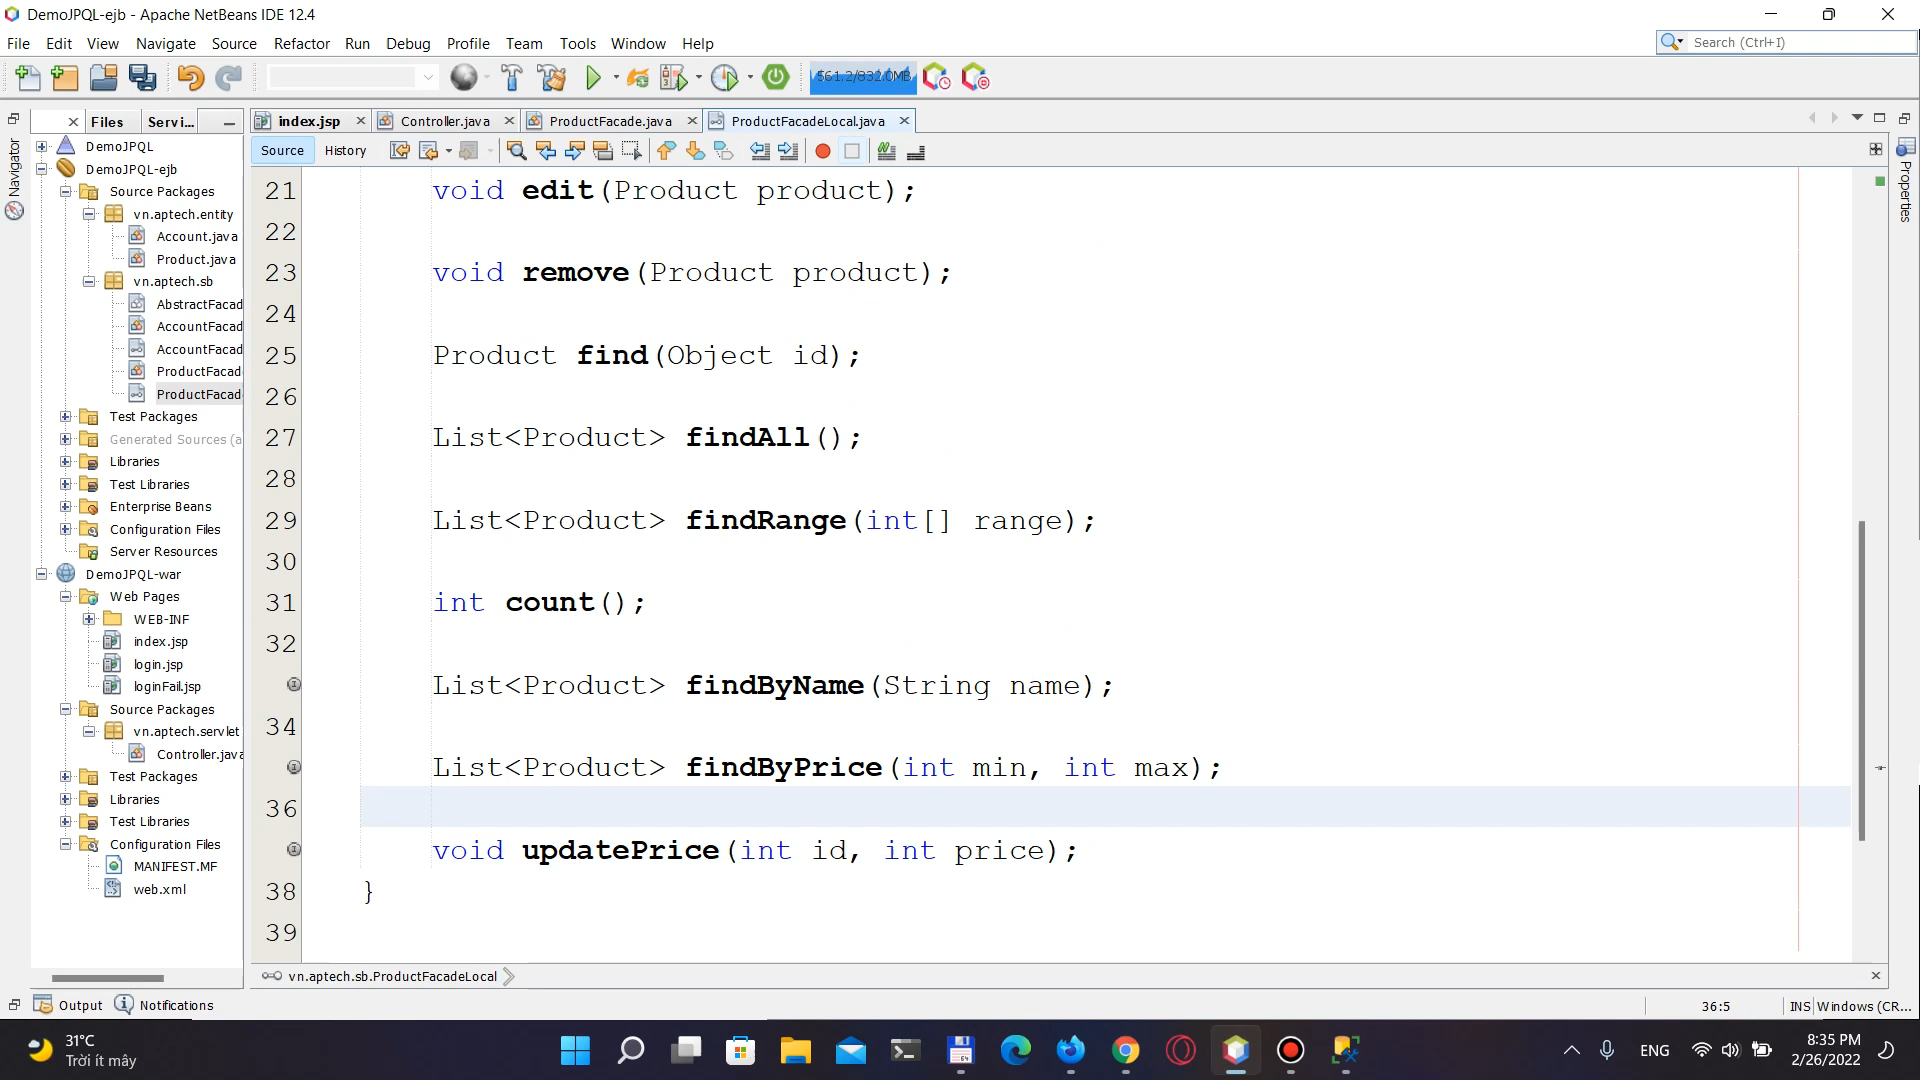 DemoJPQL-ejb - Apache NetBeans IDE 12.4
File Edit View Navigate Source Refactor Run Debug Profile Team Tools Window Help
Search (Ctrl+I)
561.2/832.0MB
Files Servi...
index.jsp Controller.java ProductFacade.java ProductFacadeLocal.java
Source History
Navigator
Properties
DemoJPQL
DemoJPQL-ejb
Source Packages
vn.aptech.entity
Account.java
Product.java
vn.aptech.sb
AbstractFacad
AccountFacad
AccountFacad
ProductFacad
ProductFacad
Test Packages
Generated Sources (a
Libraries
Test Libraries
Enterprise Beans
Configuration Files
Server Resources
DemoJPQL-war
Web Pages
WEB-INF
index.jsp
login.jsp
loginFail.jsp
Source Packages
vn.aptech.servlet
Controller.java
Test Packages
Libraries
Test Libraries
Configuration Files
MANIFEST.MF
web.xml
21 void edit(Product product);
22
23 void remove(Product product);
24
25 Product find(Object id);
26
27 List<Product> findAll();
28
29 List<Product> findRange(int[] range);
30
31 int count();
32
List<Product> findByName(String name);
34
List<Product> findByPrice(int min, int max);
36
void updatePrice(int id, int price);
38 }
39
vn.aptech.sb.ProductFacadeLocal
Output Notifications
36:5 INS Windows (CR...
31°C
Trời ít mây
ENG
8:35 PM
2/26/2022